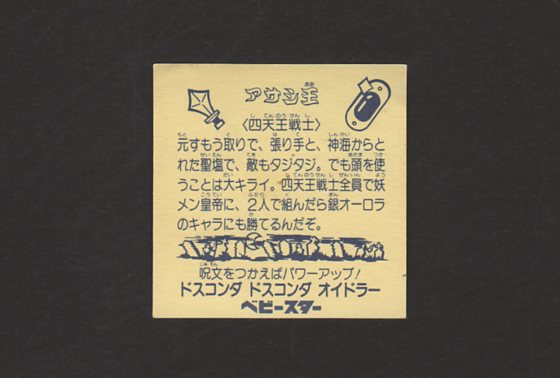 アサシ王
〈四天王戦士〉
元すもう取りで、張り手と、神海からと
れた聖塩で、敵もタジタジ。でも頭を使
うことは大キライ。四天王戦士全員で妖
メン皇帝に、2人で組んだら銀オーロラ
のキャラにも勝てるんだぞ。
呪文をつかえばパワーアップ!
ドスコンダ ドスコンダ オイドラー
ベビースター